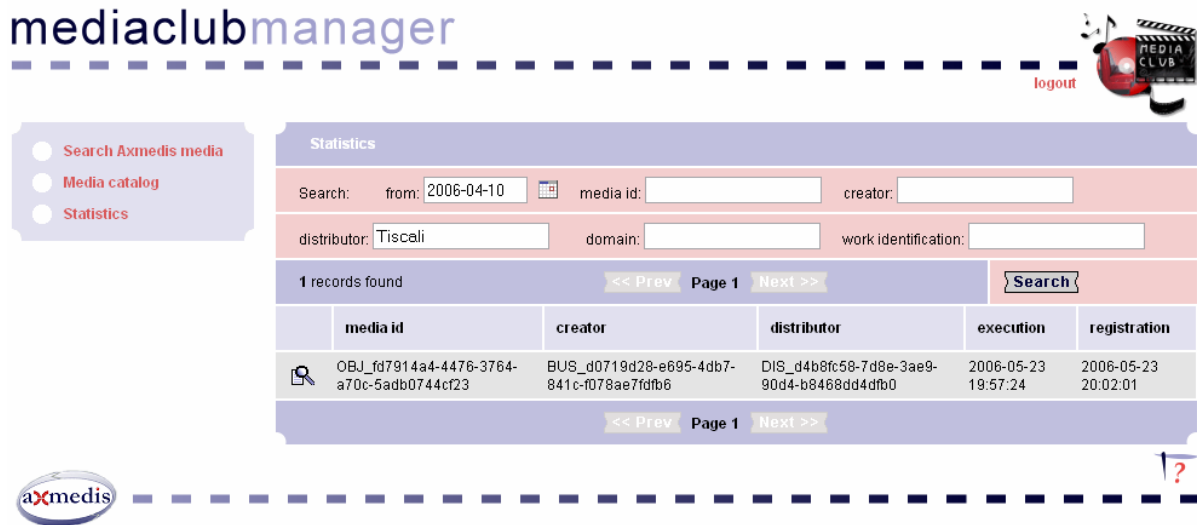 mediaclubmanager
MEDIA
CLUB
logout
Search Axmedis media
Media catalog
Statistics
Statistics
Search: from: 2006-04-10 media id: creator:
distributor: Tiscali domain: work identification:
1 records found << Prev Page 1 Next >> Search
media id creator distributor execution registration
OBJ_fd7914a4-4476-3764- BUS_d0719d28-e695-4db7- DIS_d4b8fc58-7d8e-3ae9- 2006-05-23 2006-05-23
a70c-5adb0744cf23 841c-f078ae7fdfb6 90d4-b8468dd4dfb0 19:57:24 20:02:01
<< Prev Page 1 Next >>
?
axmedis